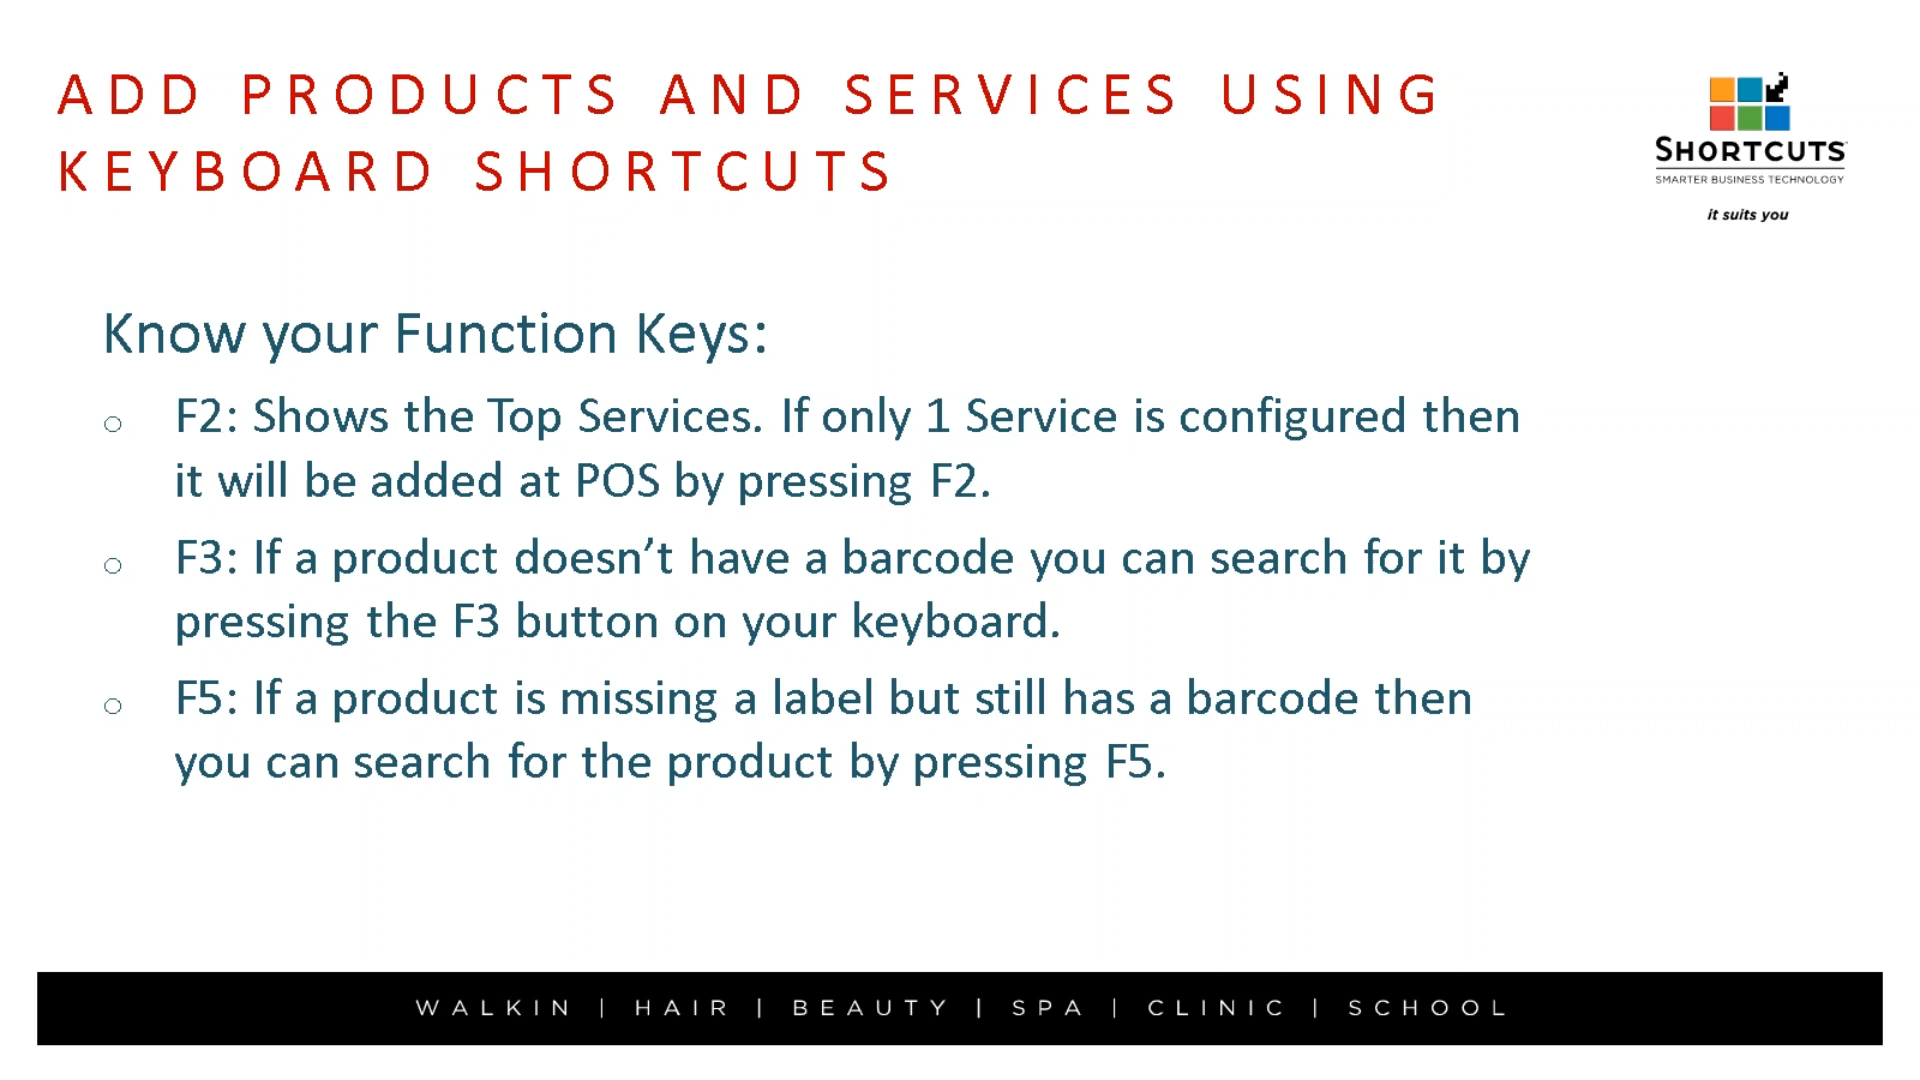 ADD PRODUCTS AND SERVICES USING
KEYBOARD SHORTCUTS
SHORTCUTS
SMARTER BUSINESS TECHNOLOGY
it suits you
Know your Function Keys:
o F2: Shows the Top Services. If only 1 Service is configured then
it will be added at POS by pressing F2.
o F3: If a product doesn’t have a barcode you can search for it by
pressing the F3 button on your keyboard.
o F5: If a product is missing a label but still has a barcode then
you can search for the product by pressing F5.
WALKIN | HAIR | BEAUTY | SPA | CLINIC | SCHOOL